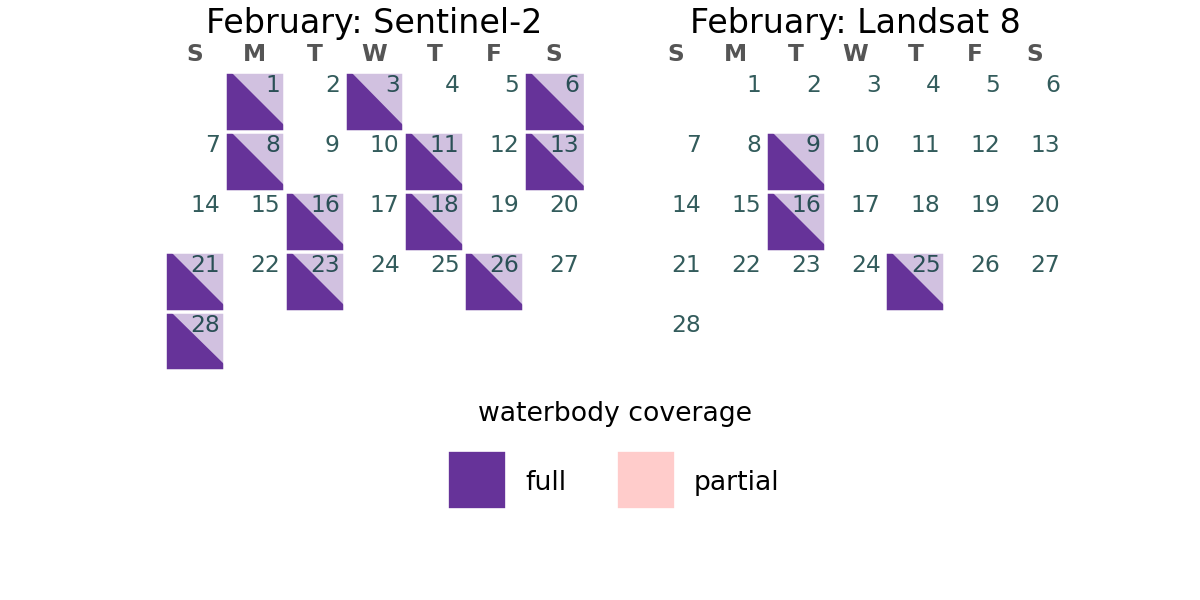 February: Sentinel-2
S M T W T F S
1 2 3 4 5 6
7 8 9 10 11 12 13
14 15 16 17 18 19 20
21 22 23 24 25 26 27
28
February: Landsat 8
S M T W T F S
1 2 3 4 5 6
7 8 9 10 11 12 13
14 15 16 17 18 19 20
21 22 23 24 25 26 27
28
waterbody coverage
full
partial